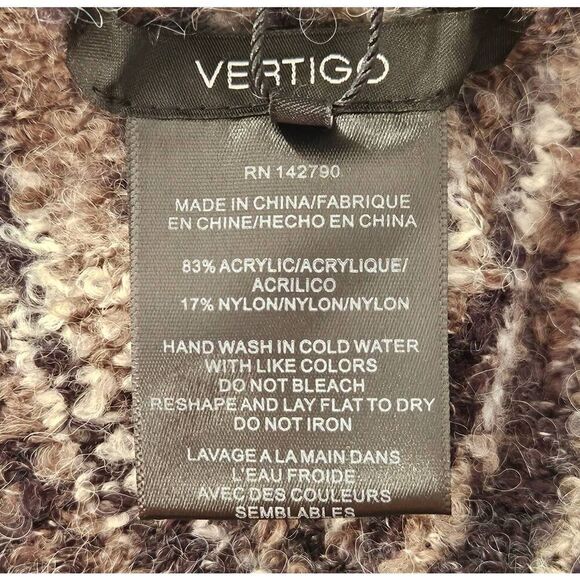 VERTIGO
RN 142790
MADE IN CHINA/FABRIQUE
EN CHINE/HECHO EN CHINA
83% ACRYLIC/ACRYLIQUE/
ACRILICO
17% NYLON/NYLON/NYLON
HAND WASH IN COLD WATER
WITH LIKE COLORS
DO NOT BLEACH
RESHAPE AND LAY FLAT TO DRY
DO NOT IRON
LAVAGE A LA MAIN DANS
L'EAU FROIDE
AVEC DES COULEURS
SEMBLABLES